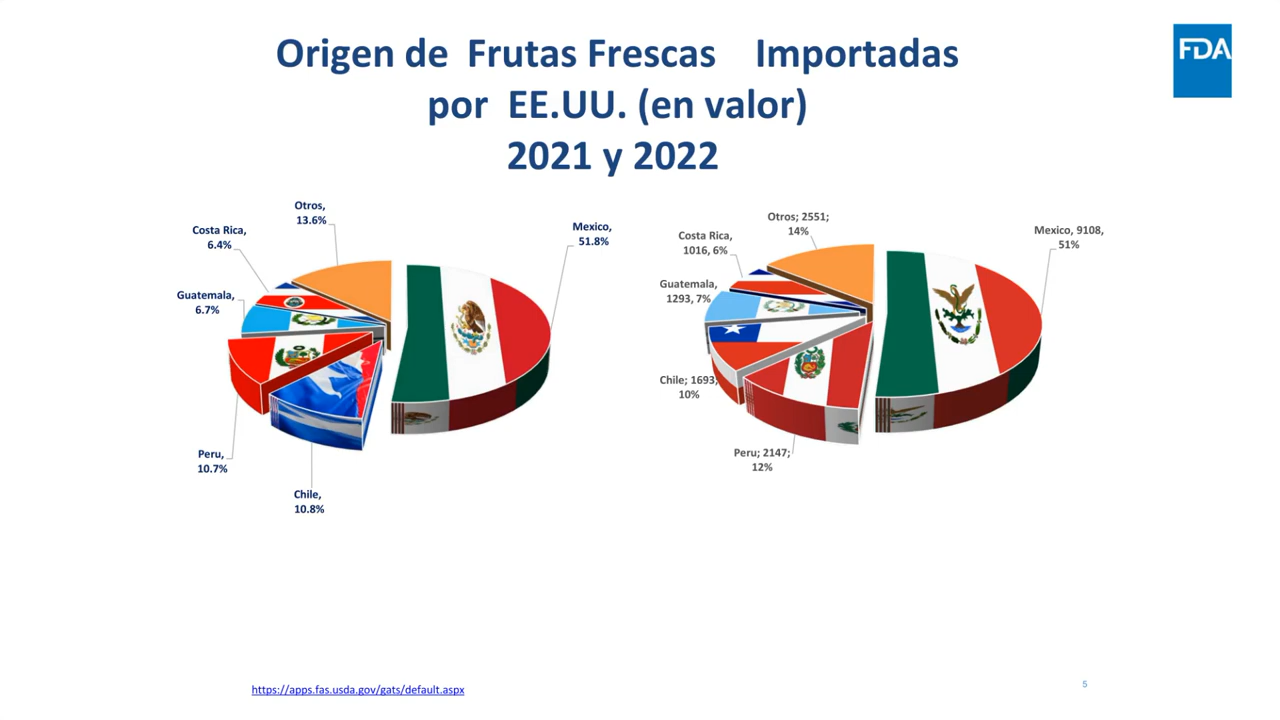 Origen de Frutas Frescas Importadas
por EE.UU. (en valor)
2021 y 2022
FDA
Otros,
13.6%
Costa Rica,
6.4%
Guatemala,
6.7%
Peru,
10.7%
Chile,
10.8%
Mexico,
51.8%
Otros; 2551;
14%
Costa Rica,
1016, 6%
Guatemala,
1293, 7%
Chile; 1693,
10%
Peru; 2147;
12%
Mexico, 9108,
51%
https://apps.fas.usda.gov/gats/default.aspx
5